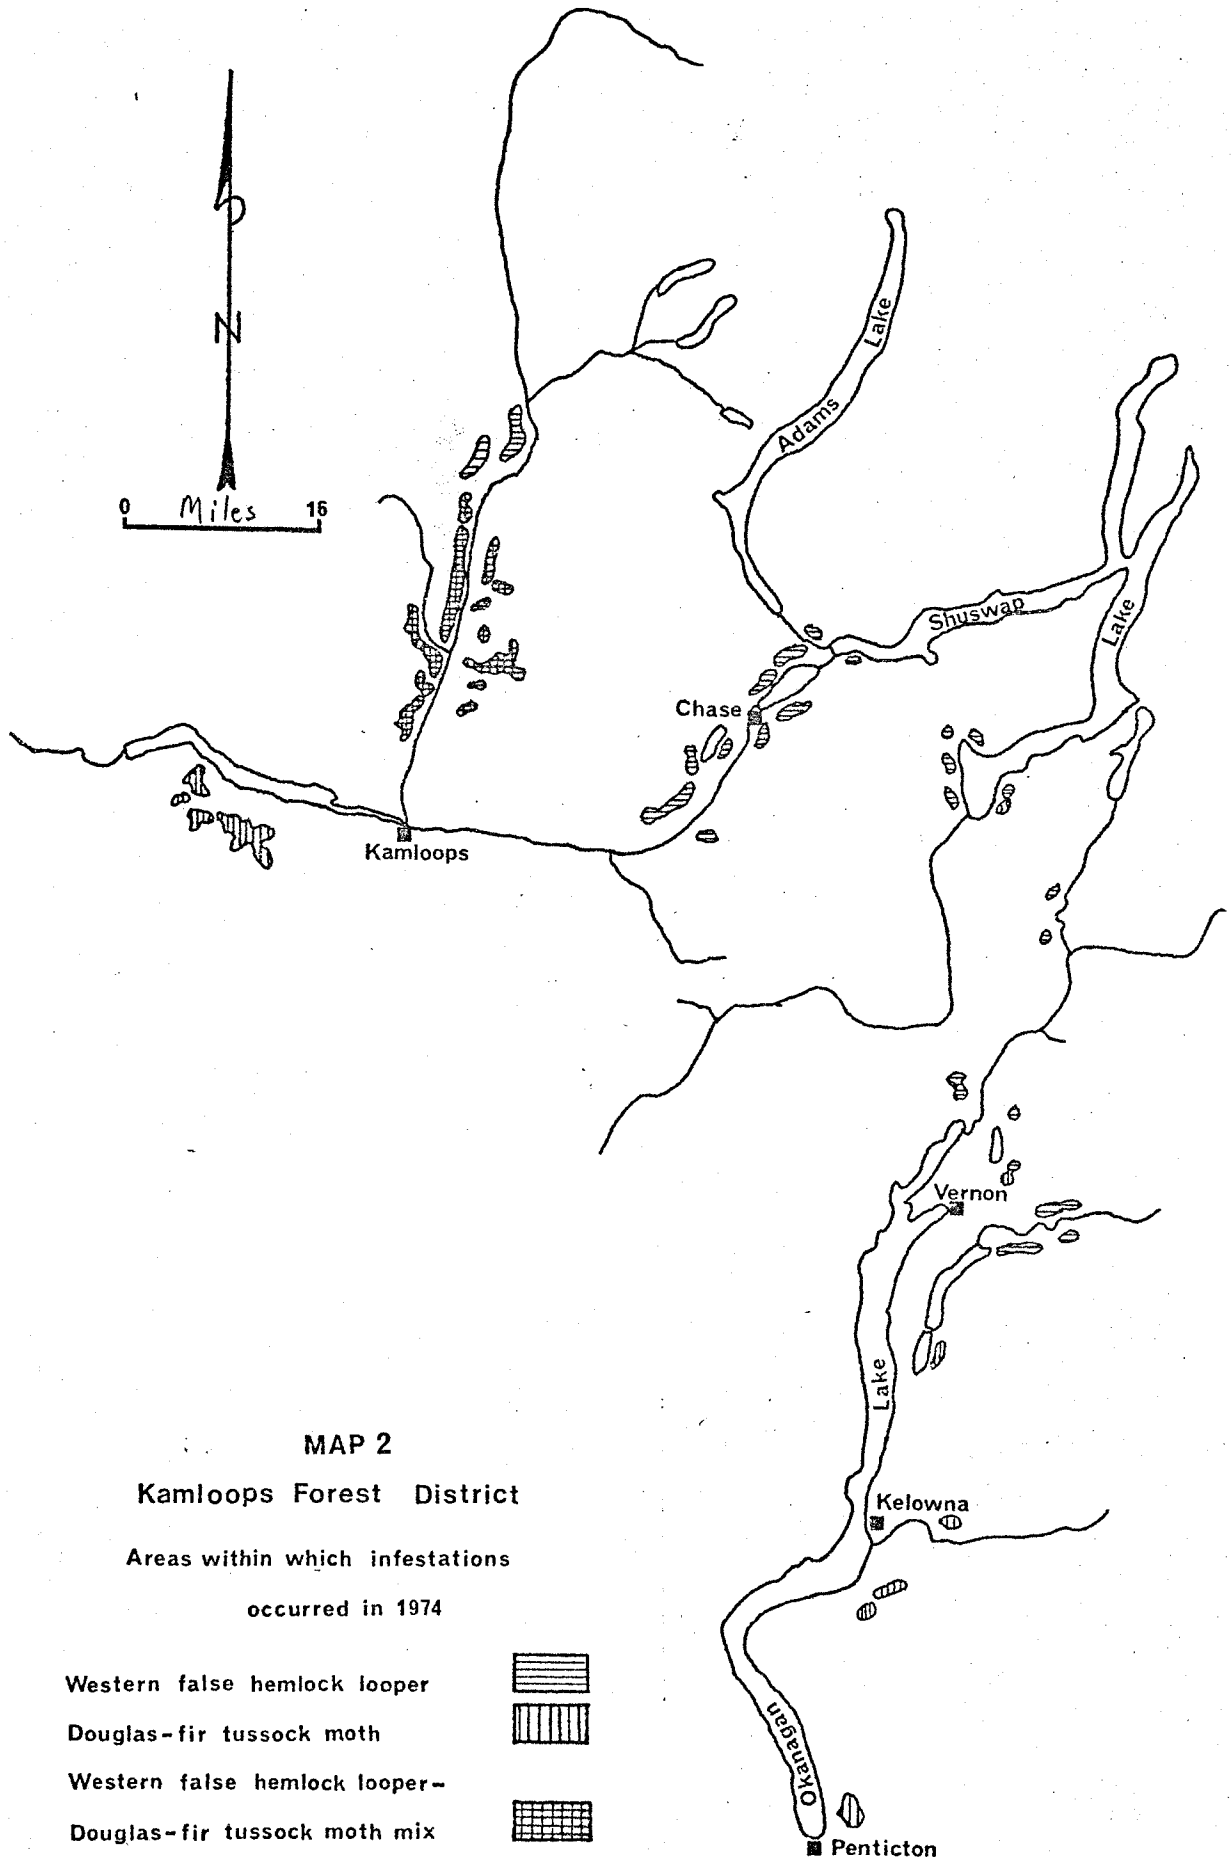 N
0 Miles 16
Adams Lake
Shuswap Lake
Chase
Kamloops
Vernon
Lake
Kelowna
Okanagan
Penticton
MAP 2
Kamloops Forest District
Areas within which infestations
occurred in 1974
Western false hemlock looper
Douglas-fir tussock moth
Western false hemlock looper-
Douglas-fir tussock moth mix